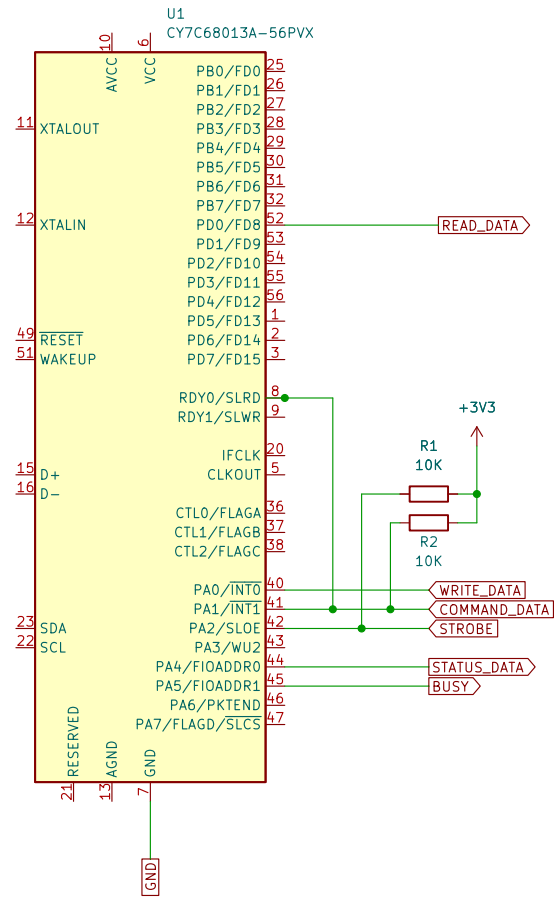 U1
CY7C68013A-56PVX
10
AVCC
6
VCC
11
XTALOUT
12
XTALIN
49
RESET
51
WAKEUP
15
D+
16
D-
23
SDA
22
SCL
21
RESERVED
13
AGND
7
GND
GND
PB0/FD0
25
PB1/FD1
26
PB2/FD2
27
PB3/FD3
28
PB4/FD4
29
PB5/FD5
30
PB6/FD6
31
PB7/FD7
32
PD0/FD8
52
READ_DATA
PD1/FD9
53
PD2/FD10
54
PD3/FD11
55
PD4/FD12
56
PD5/FD13
1
PD6/FD14
2
PD7/FD15
3
RDY0/SLRD
8
RDY1/SLWR
9
IFCLK
20
CLKOUT
5
CTL0/FLAGA
36
CTL1/FLAGB
37
CTL2/FLAGC
38
PA0/INT0
40
WRITE_DATA
PA1/INT1
41
COMMAND_DATA
PA2/SLOE
42
STROBE
PA3/WU2
43
PA4/FIOADDR0
44
STATUS_DATA
PA5/FIOADDR1
45
BUSY
PA6/PKTEND
46
PA7/FLAGD/SLCS
47
+3V3
R1
10K
R2
10K